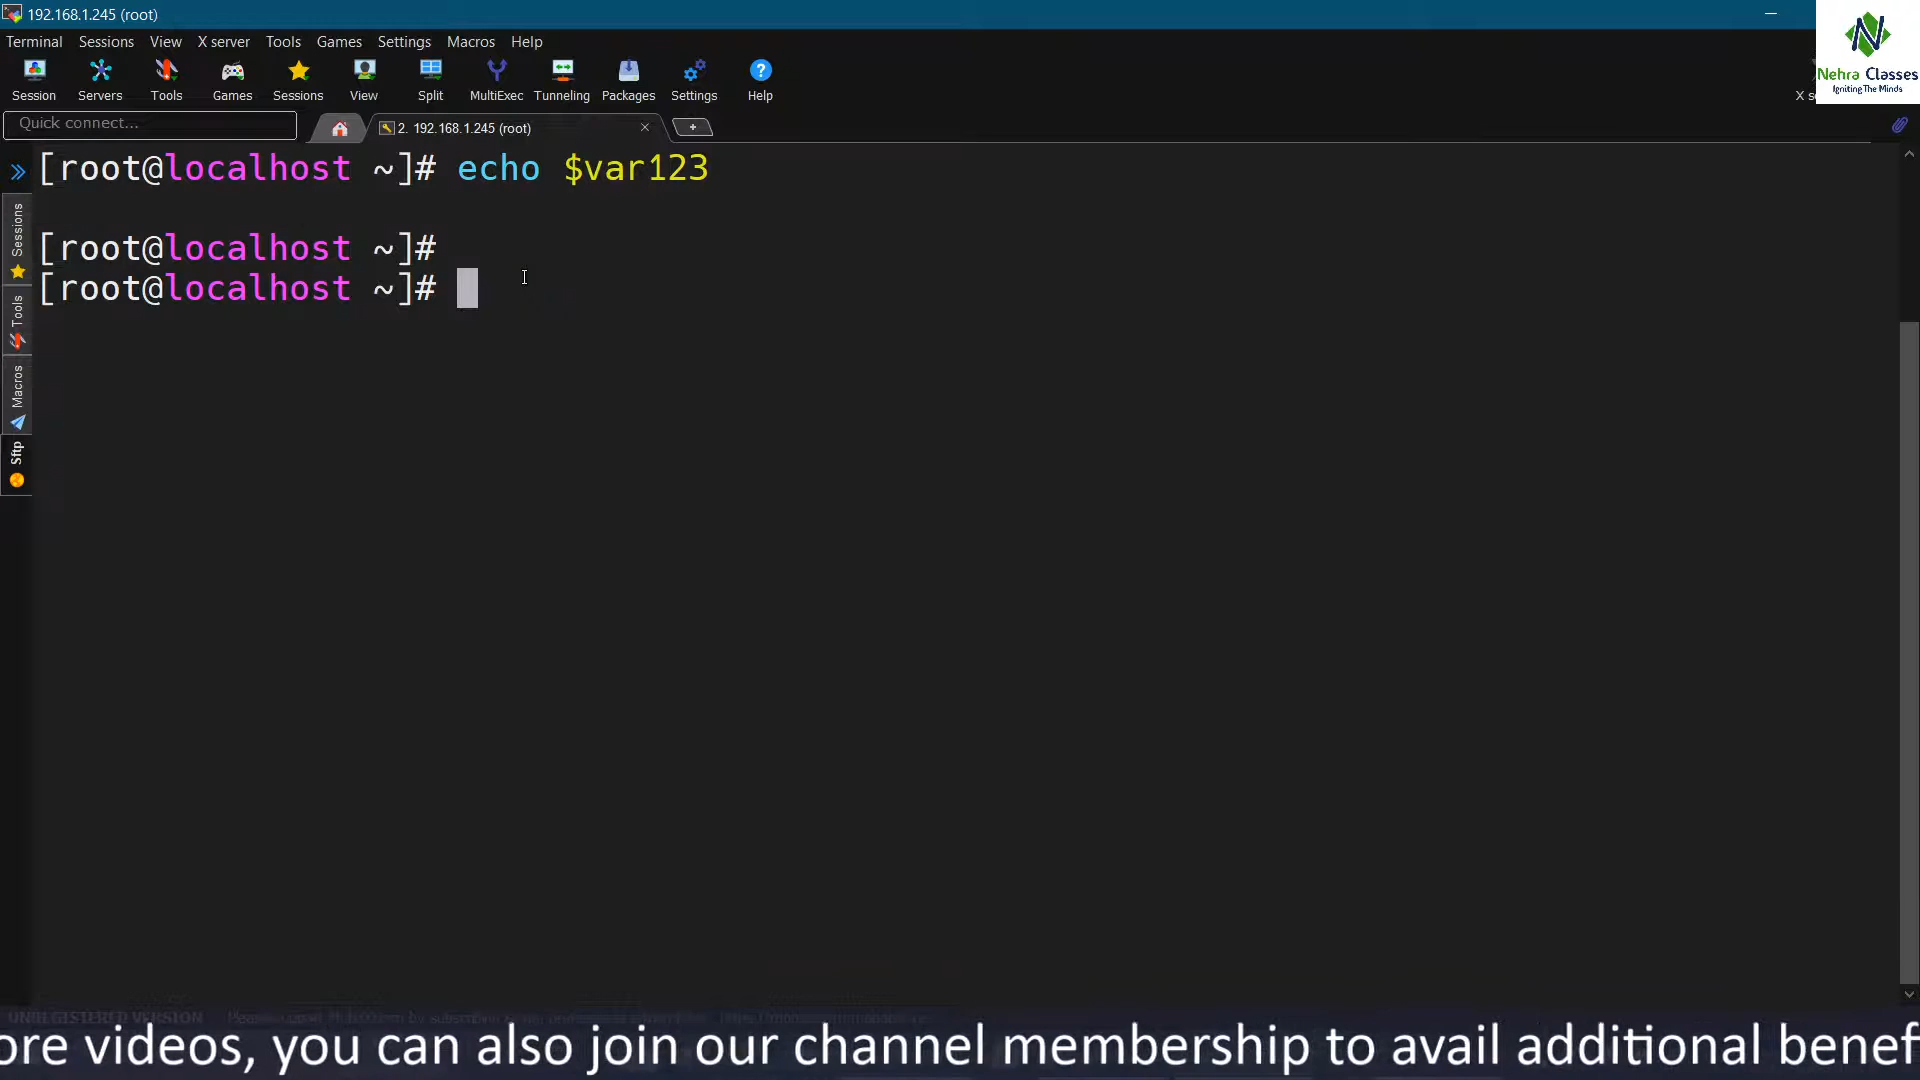 192.168.1.245 (root)
Terminal Sessions View X server Tools Games Settings Macros Help
Session Servers Tools Games Sessions View Split MultiExec Tunneling Packages Settings Help
Nehra Classes
Igniting The Minds
Quick connect...
2. 192.168.1.245 (root)
[root@localhost ~]# echo $var123
[root@localhost ~]#
[root@localhost ~]#
Sessions
Tools
Macros
Sftp
UNREGISTERED VERSION
ore videos, you can also join our channel membership to avail additional benef